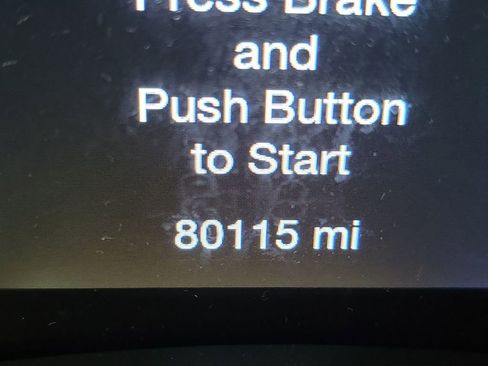 Press Brake
and
Push Button
to Start
80115 mi